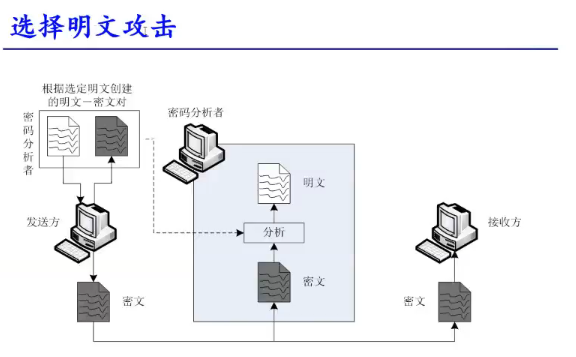 选择明文攻击
根据选定明文创建
的明文－密文对
密码分析者
密码分析者
发送方
明文
分析
接收方
密文
密文
密文